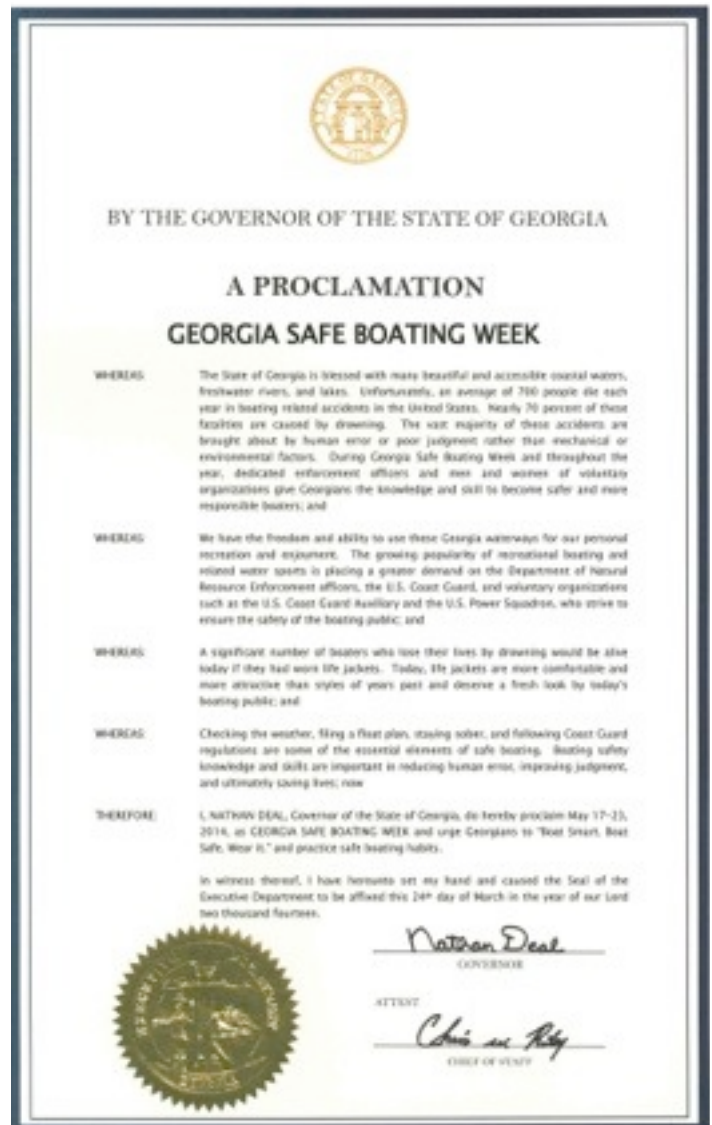 STATE OF GEORGIA
1776
BY THE GOVERNOR OF THE STATE OF GEORGIA
A PROCLAMATION
GEORGIA SAFE BOATING WEEK
WHEREAS: The State of Georgia is blessed with many beautiful and accessible coastal waters,
freshwater rivers, and lakes. Unfortunately, an average of 700 people die each
year in boating related accidents in the United States. Nearly 70 percent of these
fatalities are caused by drowning. The vast majority of these accidents are
brought about by human error or poor judgment rather than mechanical or
environmental factors. During Georgia Safe Boating Week and throughout the
year, dedicated enforcement officers and men and women of voluntary
organizations give Georgians the knowledge and skill to become safer and more
responsible boaters; and
WHEREAS: We have the freedom and ability to use these Georgia waterways for our personal
recreation and enjoyment. The growing popularity of recreational boating and
related water sports is placing a greater demand on the Department of Natural
Resource Enforcement officers, the U.S. Coast Guard, and voluntary organizations
such as the U.S. Coast Guard Auxiliary and the U.S. Power Squadron, who strive to
ensure the safety of the boating public; and
WHEREAS: A significant number of boaters who lose their lives by drowning would be alive
today if they had worn life jackets. Today, life jackets are more comfortable and
more attractive than styles of years past and deserve a fresh look by today's
boating public; and
WHEREAS: Checking the weather, filing a float plan, staying sober, and following Coast Guard
regulations are some of the essential elements of safe boating. Boating safety
knowledge and skills are important in reducing human error, improving judgment,
and ultimately saving lives; now
THEREFORE: I, NATHAN DEAL, Governor of the State of Georgia, do hereby proclaim May 17-23,
2014, as GEORGIA SAFE BOATING WEEK and urge Georgians to "Boat Smart. Boat
Safe. Wear it." and practice safe boating habits.
In witness thereof, I have hereunto set my hand and caused the Seal of the
Executive Department to be affixed this 24th day of March in the year of our Lord
two thousand fourteen.
Nathan Deal
GOVERNOR
ATTEST
Chris Riley
CHIEF OF STAFF